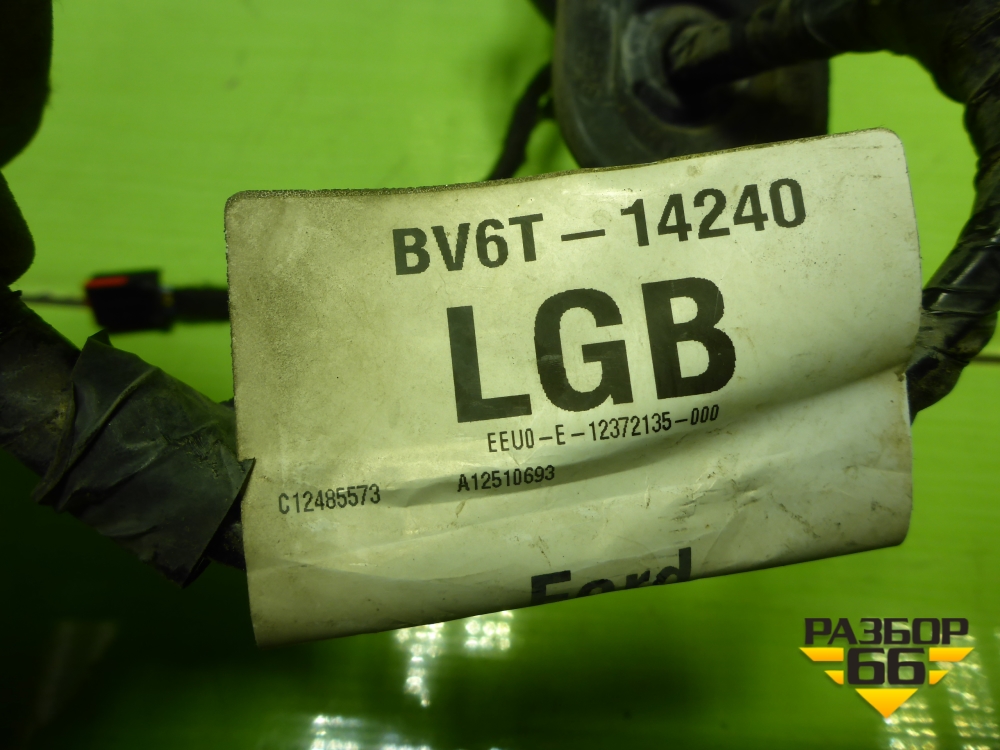 BV6T-14240
LGB
EEU0-E-12372135-000
C12485573 A12510693
Ford
РАЗБОР
66